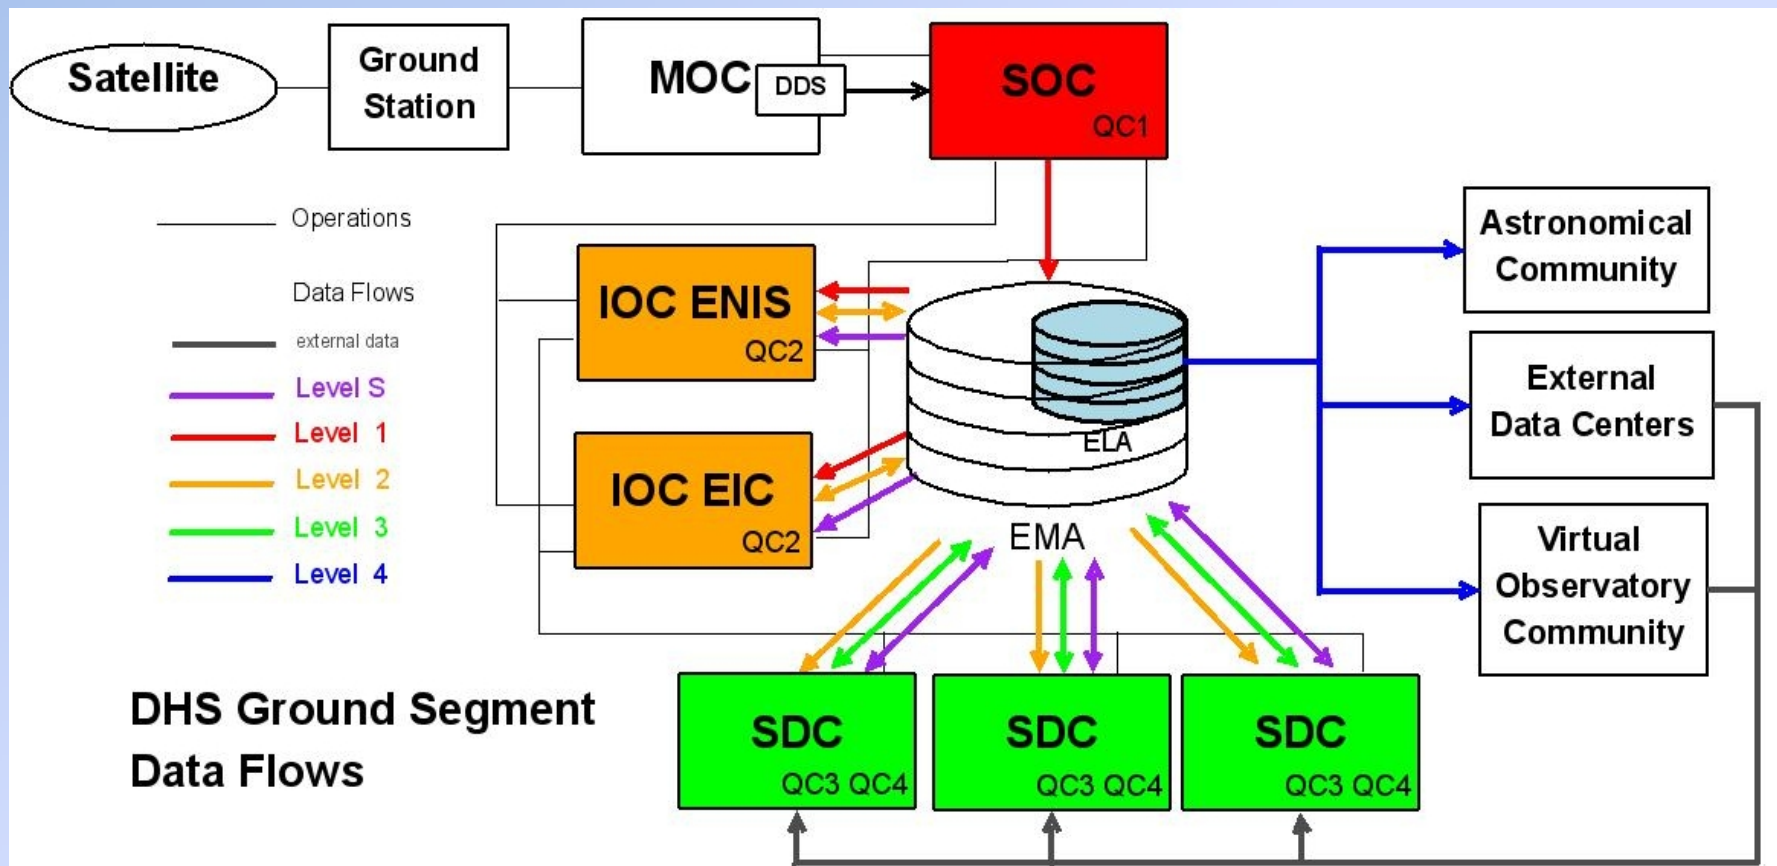 Satellite
Ground
Station
MOC
DDS
SOC
QC1
Operations
Data Flows
external data
Level S
Level 1
Level 2
Level 3
Level 4
IOC ENIS
QC2
IOC EIC
QC2
ELA
EMA
Astronomical
Community
External
Data Centers
Virtual
Observatory
Community
DHS Ground Segment
Data Flows
SDC
QC3 QC4
SDC
QC3 QC4
SDC
QC3 QC4